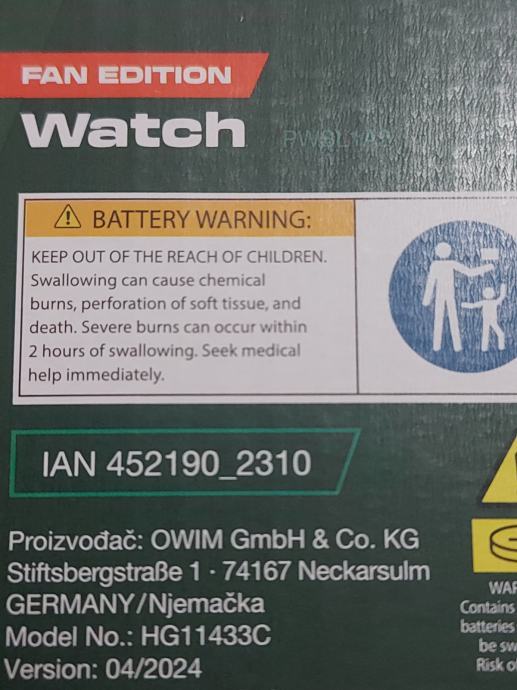 FAN EDITION
Watch
BATTERY WARNING:
KEEP OUT OF THE REACH OF CHILDREN.
Swallowing can cause chemical
burns, perforation of soft tissue, and
death. Severe burns can occur within
2 hours of swallowing. Seek medical
help immediately.
IAN 452190_2310
Proizvođač: OWIM GmbH & Co. KG
Stiftsbergstraße 1 · 74167 Neckarsulm
GERMANY/Njemačka
Model No.: HG11433C
Version: 04/2024
Contains
batteries
be
Risk